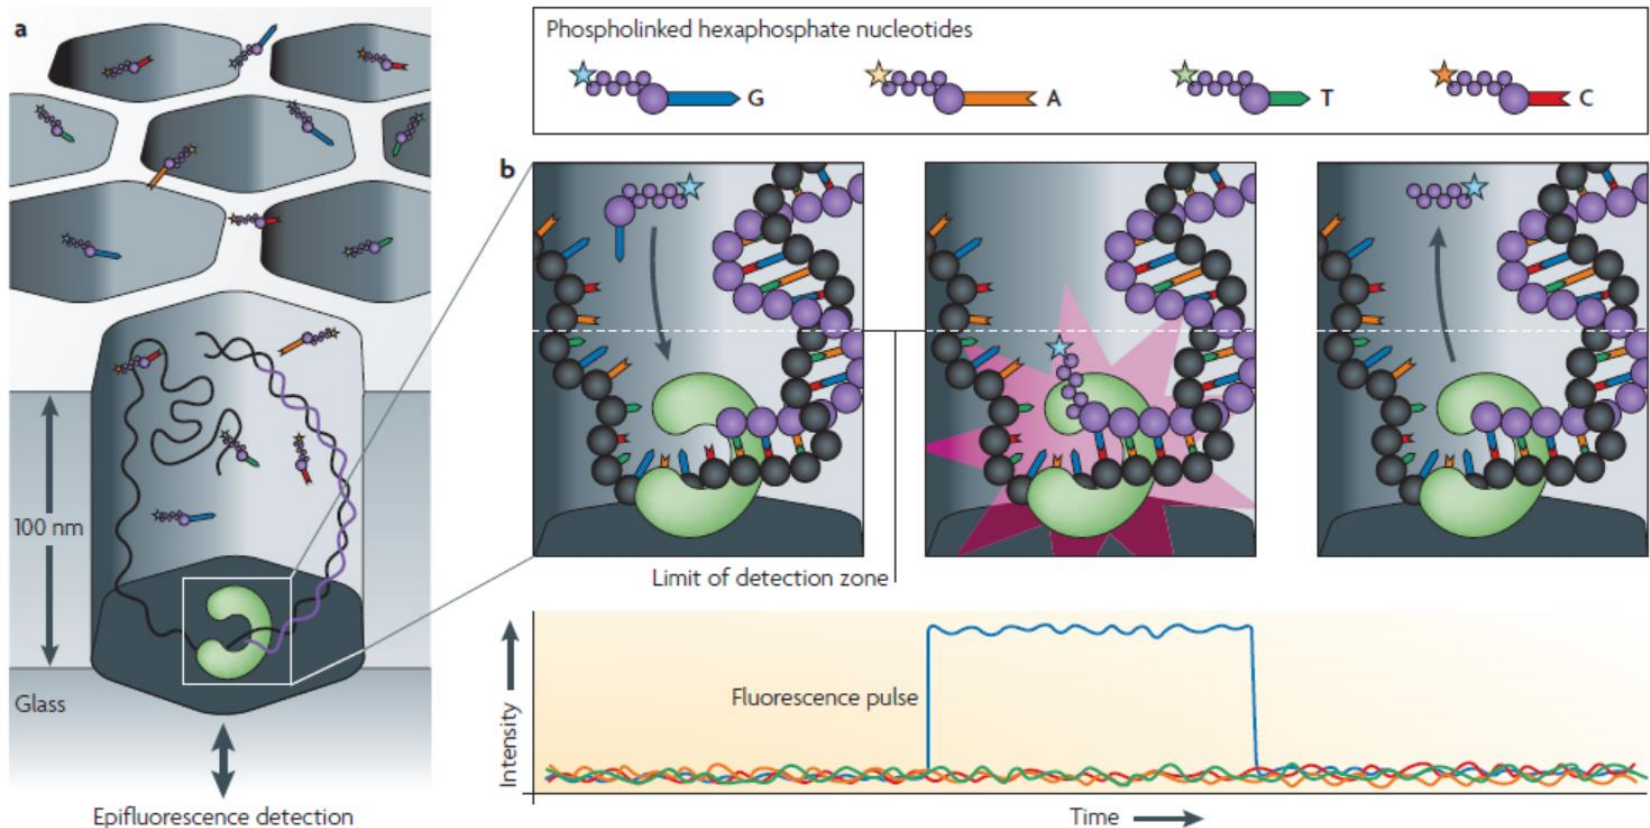 a
Phospholinked hexaphosphate nucleotides
G
A
T
C
b
100 nm
Glass
Epifluorescence detection
Limit of detection zone
Fluorescence pulse
Intensity
Time